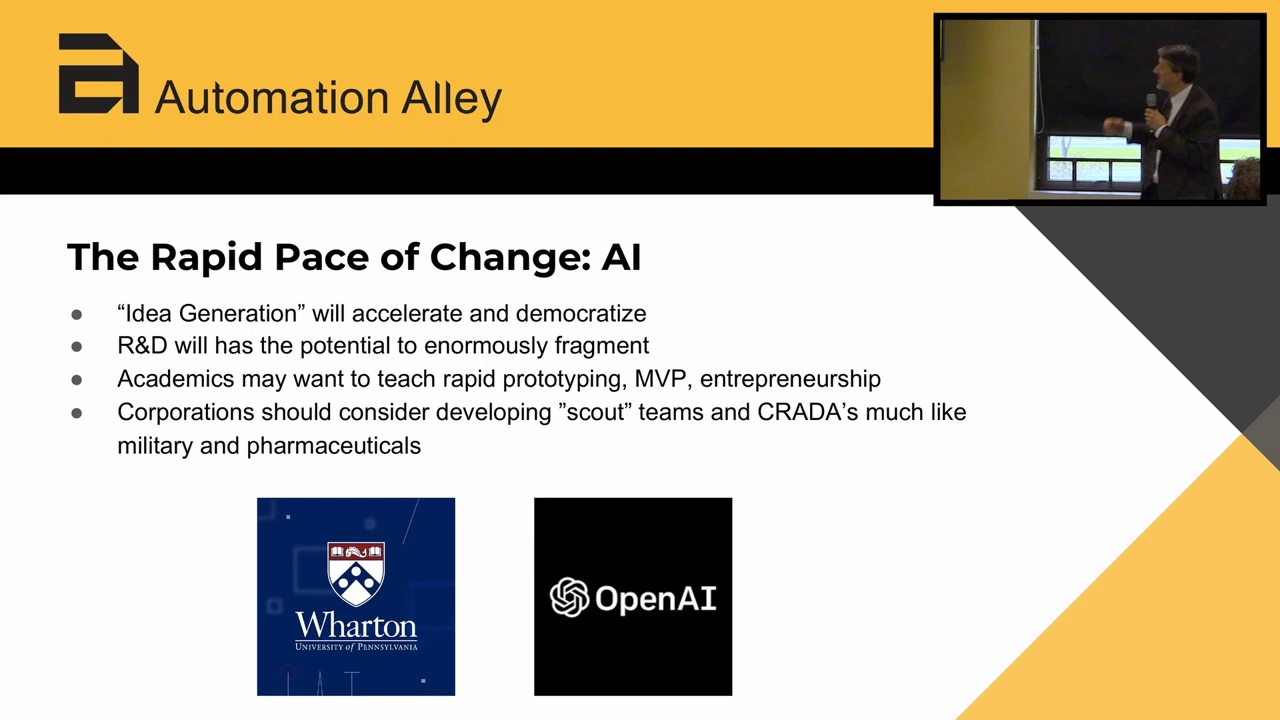 Automation Alley
The Rapid Pace of Change: AI
● “Idea Generation” will accelerate and democratize
● R&D will has the potential to enormously fragment
● Academics may want to teach rapid prototyping, MVP, entrepreneurship
● Corporations should consider developing ”scout” teams and CRADA’s much like
military and pharmaceuticals
Wharton
UNIVERSITY of PENNSYLVANIA
OpenAI